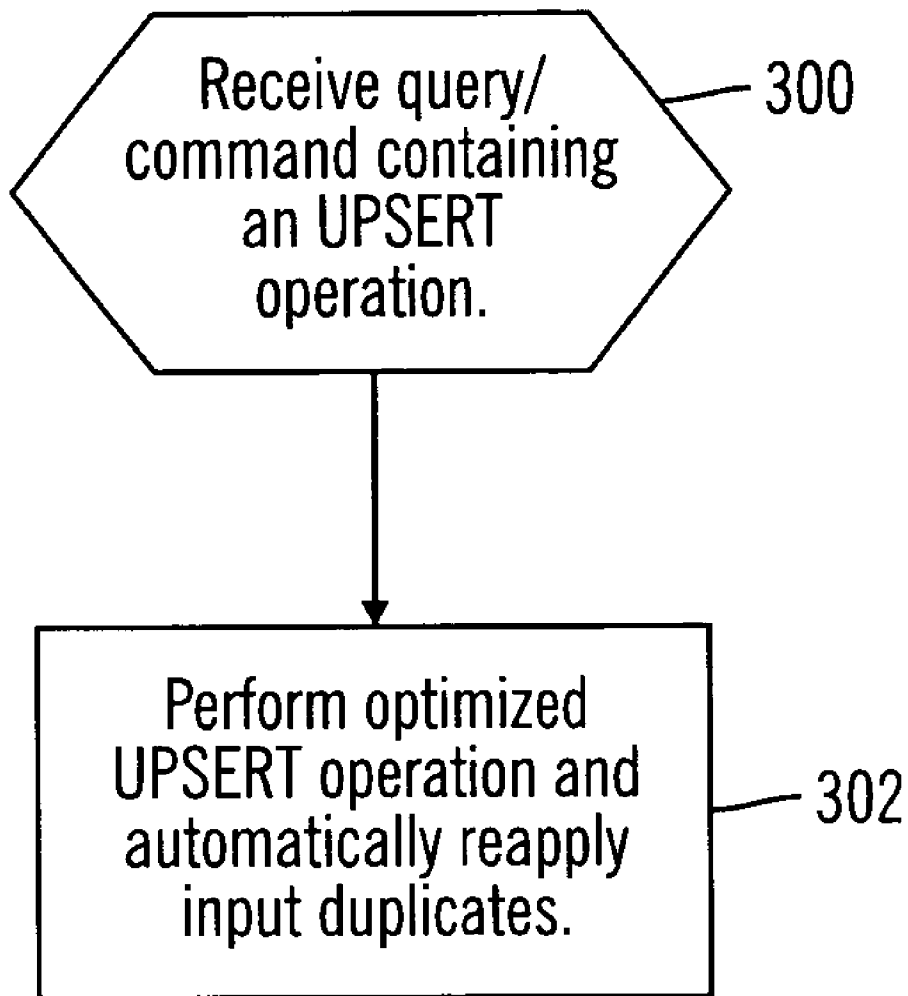 Receive query/
command containing
an UPSERT
operation.
300
Perform optimized
UPSERT operation and
automatically reapply
input duplicates.
302